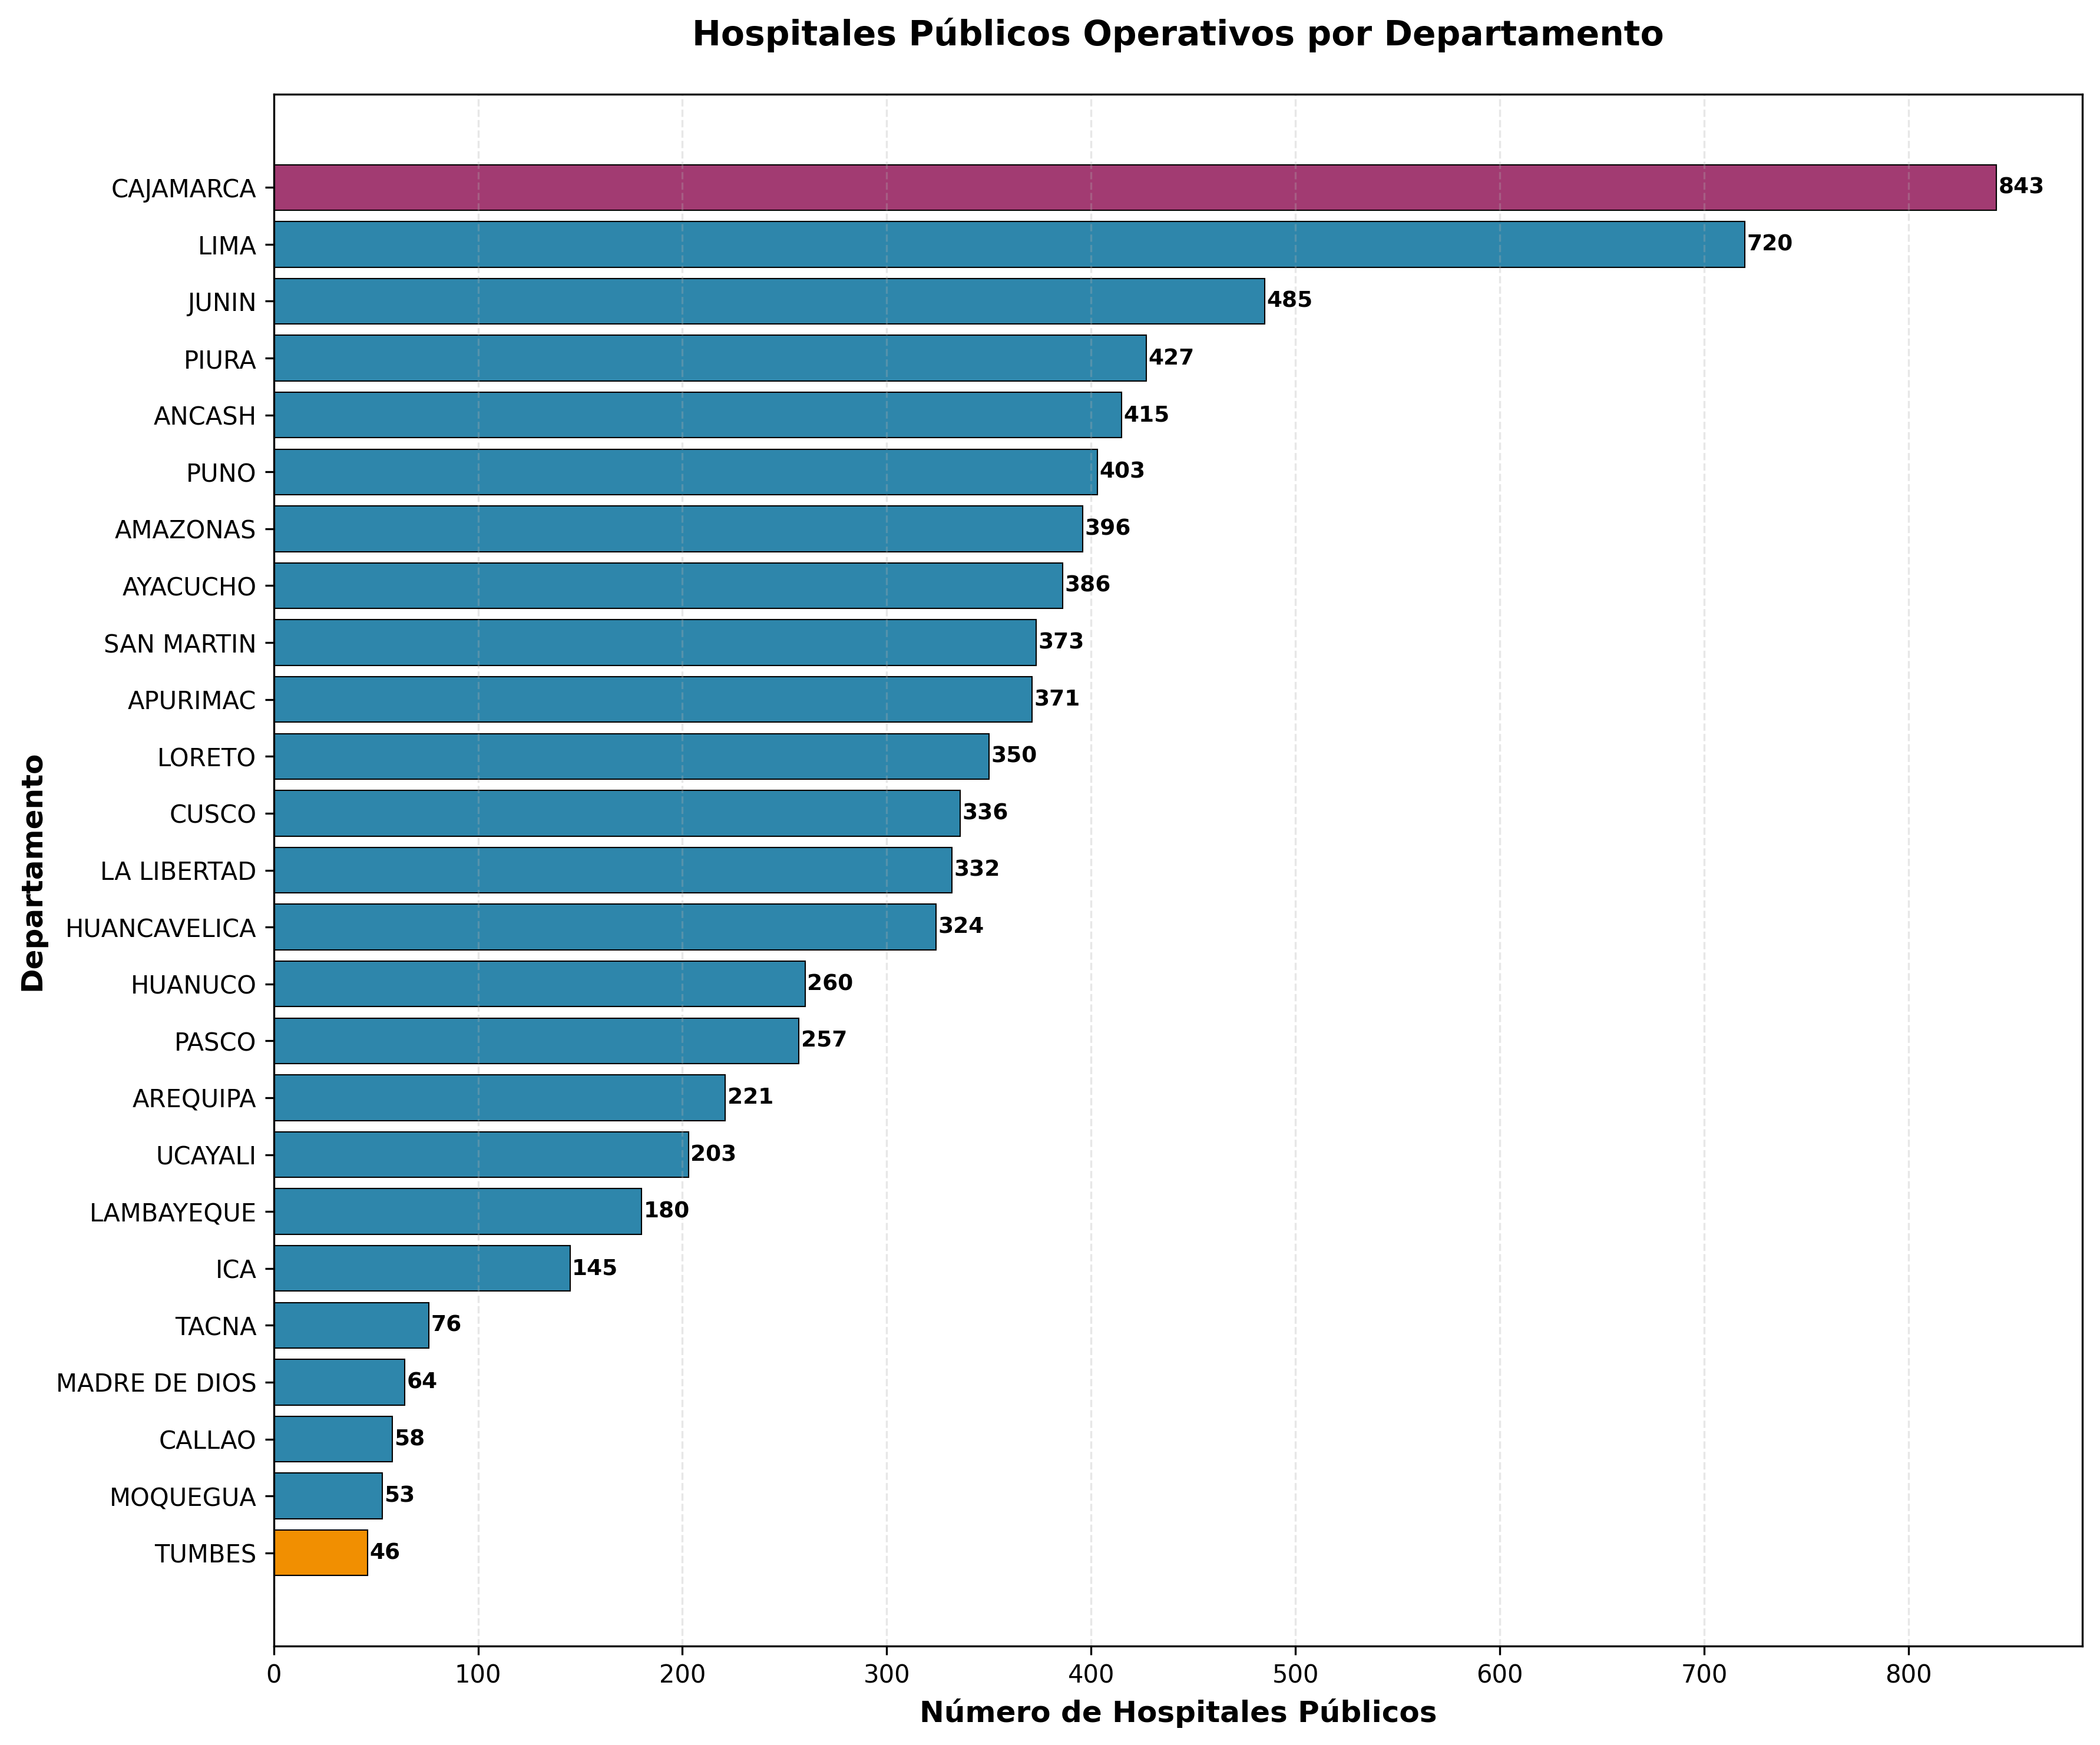 Hospitales Públicos Operativos por Departamento
Departamento
CAJAMARCA 843
LIMA 720
JUNIN 485
PIURA 427
ANCASH 415
PUNO 403
AMAZONAS 396
AYACUCHO 386
SAN MARTIN 373
APURIMAC 371
LORETO 350
CUSCO 336
LA LIBERTAD 332
HUANCAVELICA 324
HUANUCO 260
PASCO 257
AREQUIPA 221
UCAYALI 203
LAMBAYEQUE 180
ICA 145
TACNA 76
MADRE DE DIOS 64
CALLAO 58
MOQUEGUA 53
TUMBES 46
0 100 200 300 400 500 600 700 800
Número de Hospitales Públicos